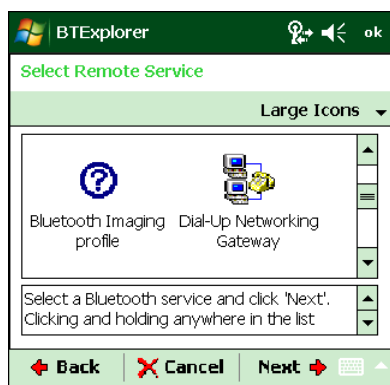 BTExplorer ok
Select Remote Service
Large Icons
Bluetooth Imaging
profile
Dial-Up Networking
Gateway
Select a Bluetooth service and click 'Next'.
Clicking and holding anywhere in the list
Back Cancel Next